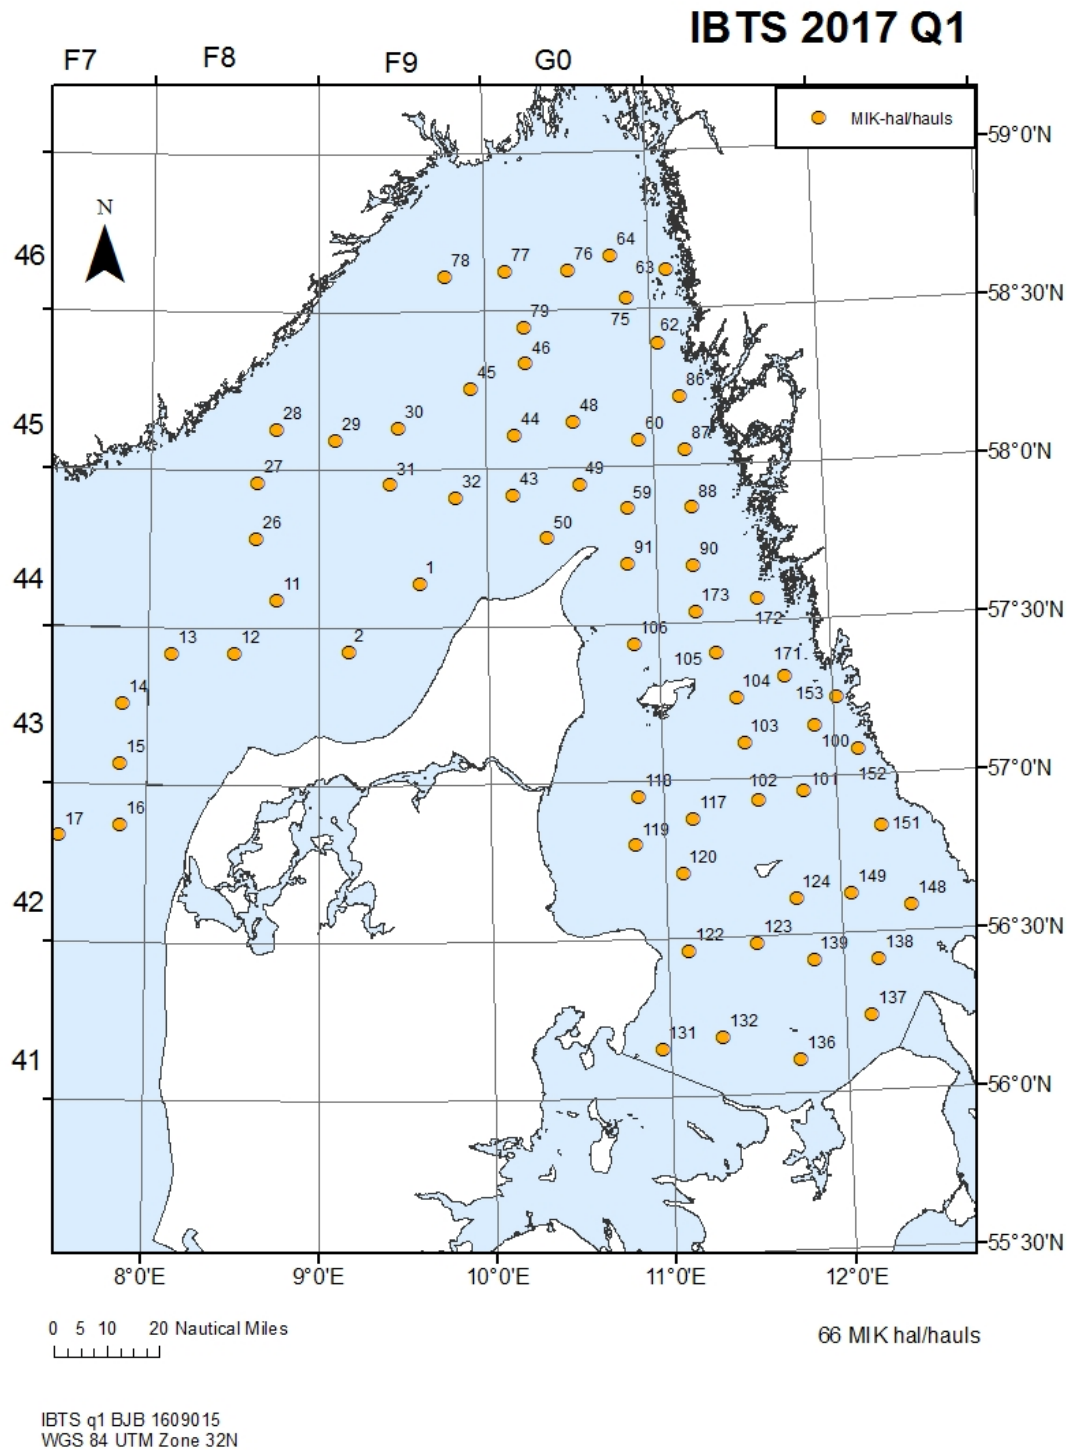 IBTS 2017 Q1
F7 F8 F9 G0
MIK-hal/hauls
59°0'N
N
46
64
77 76
78 63
58°30'N
75
79 62
46
45 86
28 30 48
45
29 44 60 87
58°0'N
27 31 49
32 43 59 88
26 50
91 90
44
11 1
173
57°30'N
172
13 12 2 106
105 171
14 104 153
43
103 100
15
57°0'N
118 102 101 152
17 16 117
119 151
120
42
124 149 148
56°30'N
122 123 139 138
137
131 132 136
41
56°0'N
55°30'N
8°0'E 9°0'E 10°0'E 11°0'E 12°0'E
0 5 10 20 Nautical Miles
66 MIK hal/hauls
IBTS q1 BJB 1609015
WGS 84 UTM Zone 32N